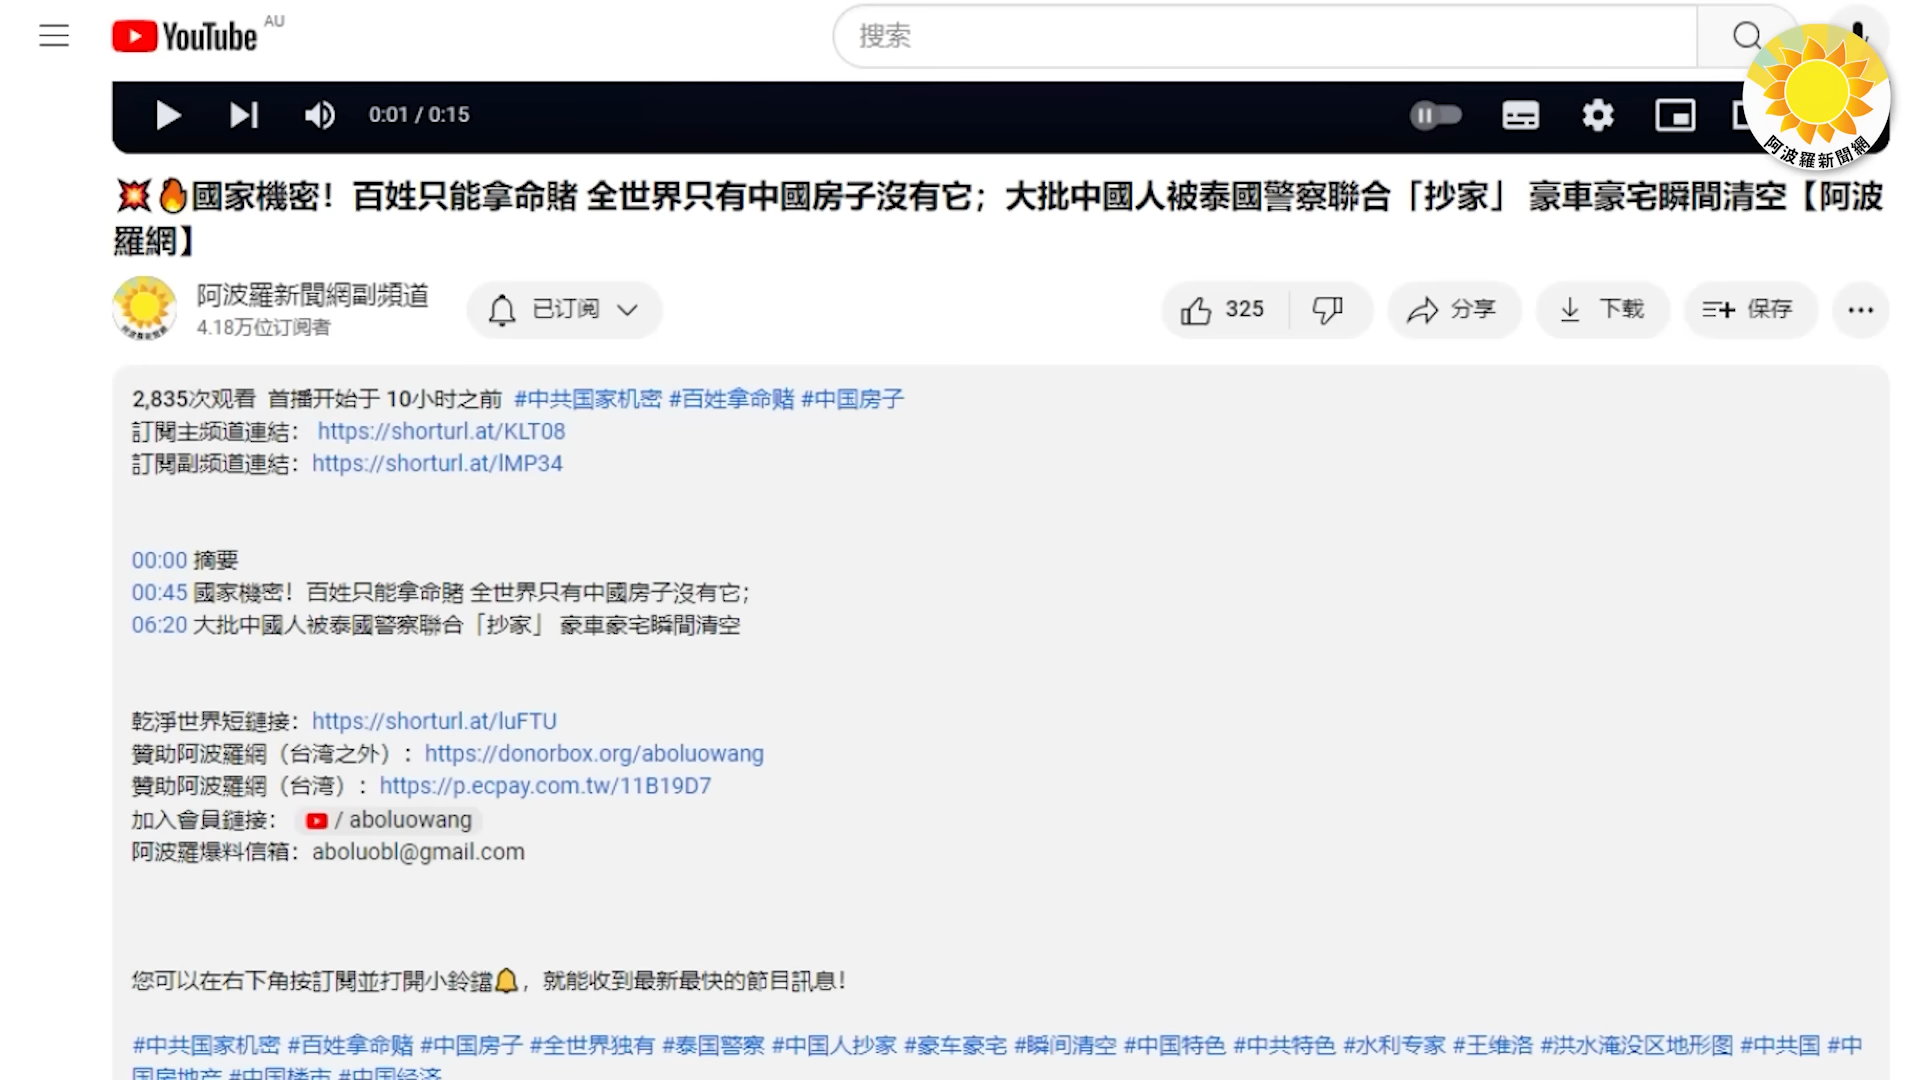 YouTube AU
搜索
0:01 / 0:15
阿波羅新聞網
💥🔥國家機密！百姓只能拿命賭 全世界只有中國房子沒有它；大批中國人被泰國警察聯合「抄家」 豪車豪宅瞬間清空【阿波
羅網】
阿波羅新聞網副頻道
4.18万位订阅者
已订阅
325
分享
下载
保存
2,835次观看 首播开始于 10小时之前 #中共国家机密 #百姓拿命赌 #中国房子
訂閱主频道連結： https://shorturl.at/KLT08
訂閱副頻道連結：https://shorturl.at/lMP34
00:00 摘要
00:45 國家機密！百姓只能拿命賭 全世界只有中國房子沒有它；
06:20 大批中國人被泰國警察聯合「抄家」 豪車豪宅瞬間清空
乾淨世界短鏈接：https://shorturl.at/luFTU
贊助阿波羅網（台湾之外）：https://donorbox.org/aboluowang
贊助阿波羅網（台湾）：https://p.ecpay.com.tw/11B19D7
加入會員鏈接： / aboluowang
阿波羅爆料信箱：aboluobl@gmail.com
您可以在右下角按訂閱並打開小鈴鐺🔔，就能收到最新最快的節目訊息！
#中共国家机密 #百姓拿命赌 #中国房子 #全世界独有 #泰国警察 #中国人抄家 #豪车豪宅 #瞬间清空 #中国特色 #中共特色 #水利专家 #王维洛 #洪水淹没区地形图 #中共国 #中
国房地产 #中国楼市 #中国经济